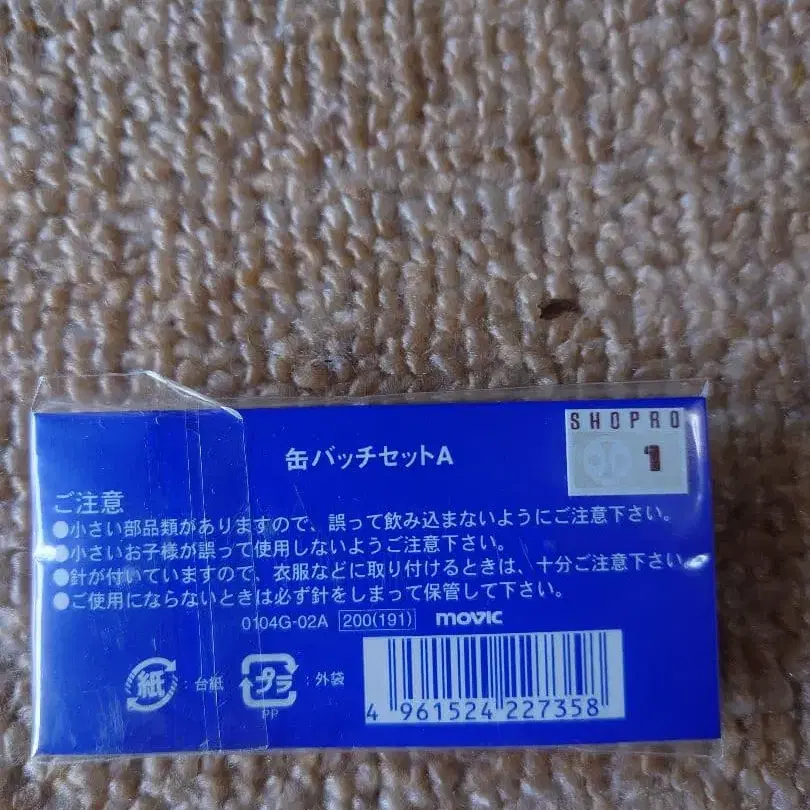 SHOPRO
1
缶バッチセットA
ご注意
●小さい部品類がありますので、誤って飲み込まないようにご注意下さい。
●小さいお子様が誤って使用しないようご注意下さい。
●針が付いていますので、衣服などに取り付けるときは、十分ご注意下さい。
●ご使用にならないときは必ず針をしまって保管して下さい。
0104G-02A 200(191) movic
紙:台紙 プラ:外袋
PP
4 961524 227358